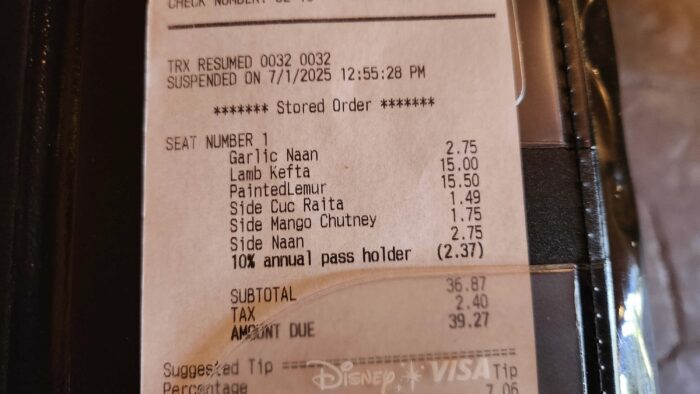 TRX RESUMED 0032 0032
SUSPENDED ON 7/1/2025 12:55:28 PM
******* Stored Order *******
SEAT NUMBER 1
Garlic Naan 2.75
Lamb Kefta 15.00
PaintedLemur 15.50
Side Cuc Raita 1.49
Side Mango Chutney 1.75
Side Naan 2.75
10% annual pass holder (2.37)
SUBTOTAL 36.87
TAX 2.40
AMOUNT DUE 39.27
Suggested Tip
Percentage Tip
7.06
DISNEY VISA